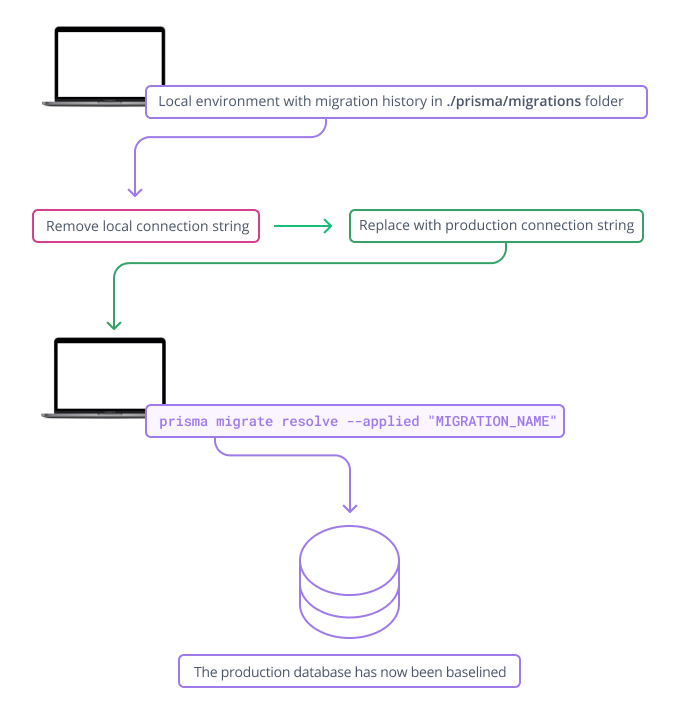 Local environment with migration history in ./prisma/migrations folder
Remove local connection string
Replace with production connection string
prisma migrate resolve --applied "MIGRATION_NAME"
The production database has now been baselined